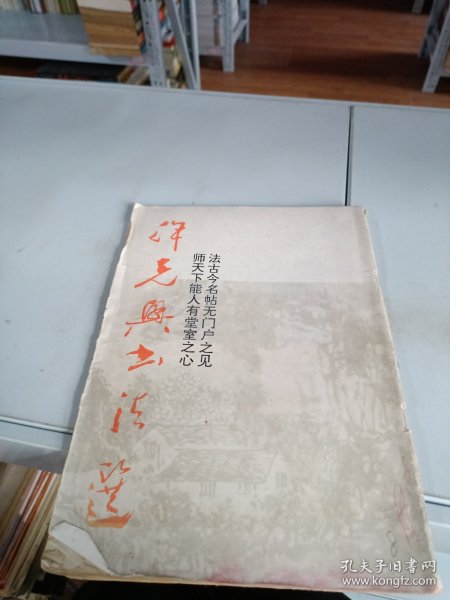 法古今名帖无门户之见
师天下能人有堂室之心
书法選
孔夫子旧书网
www.kongfz.com